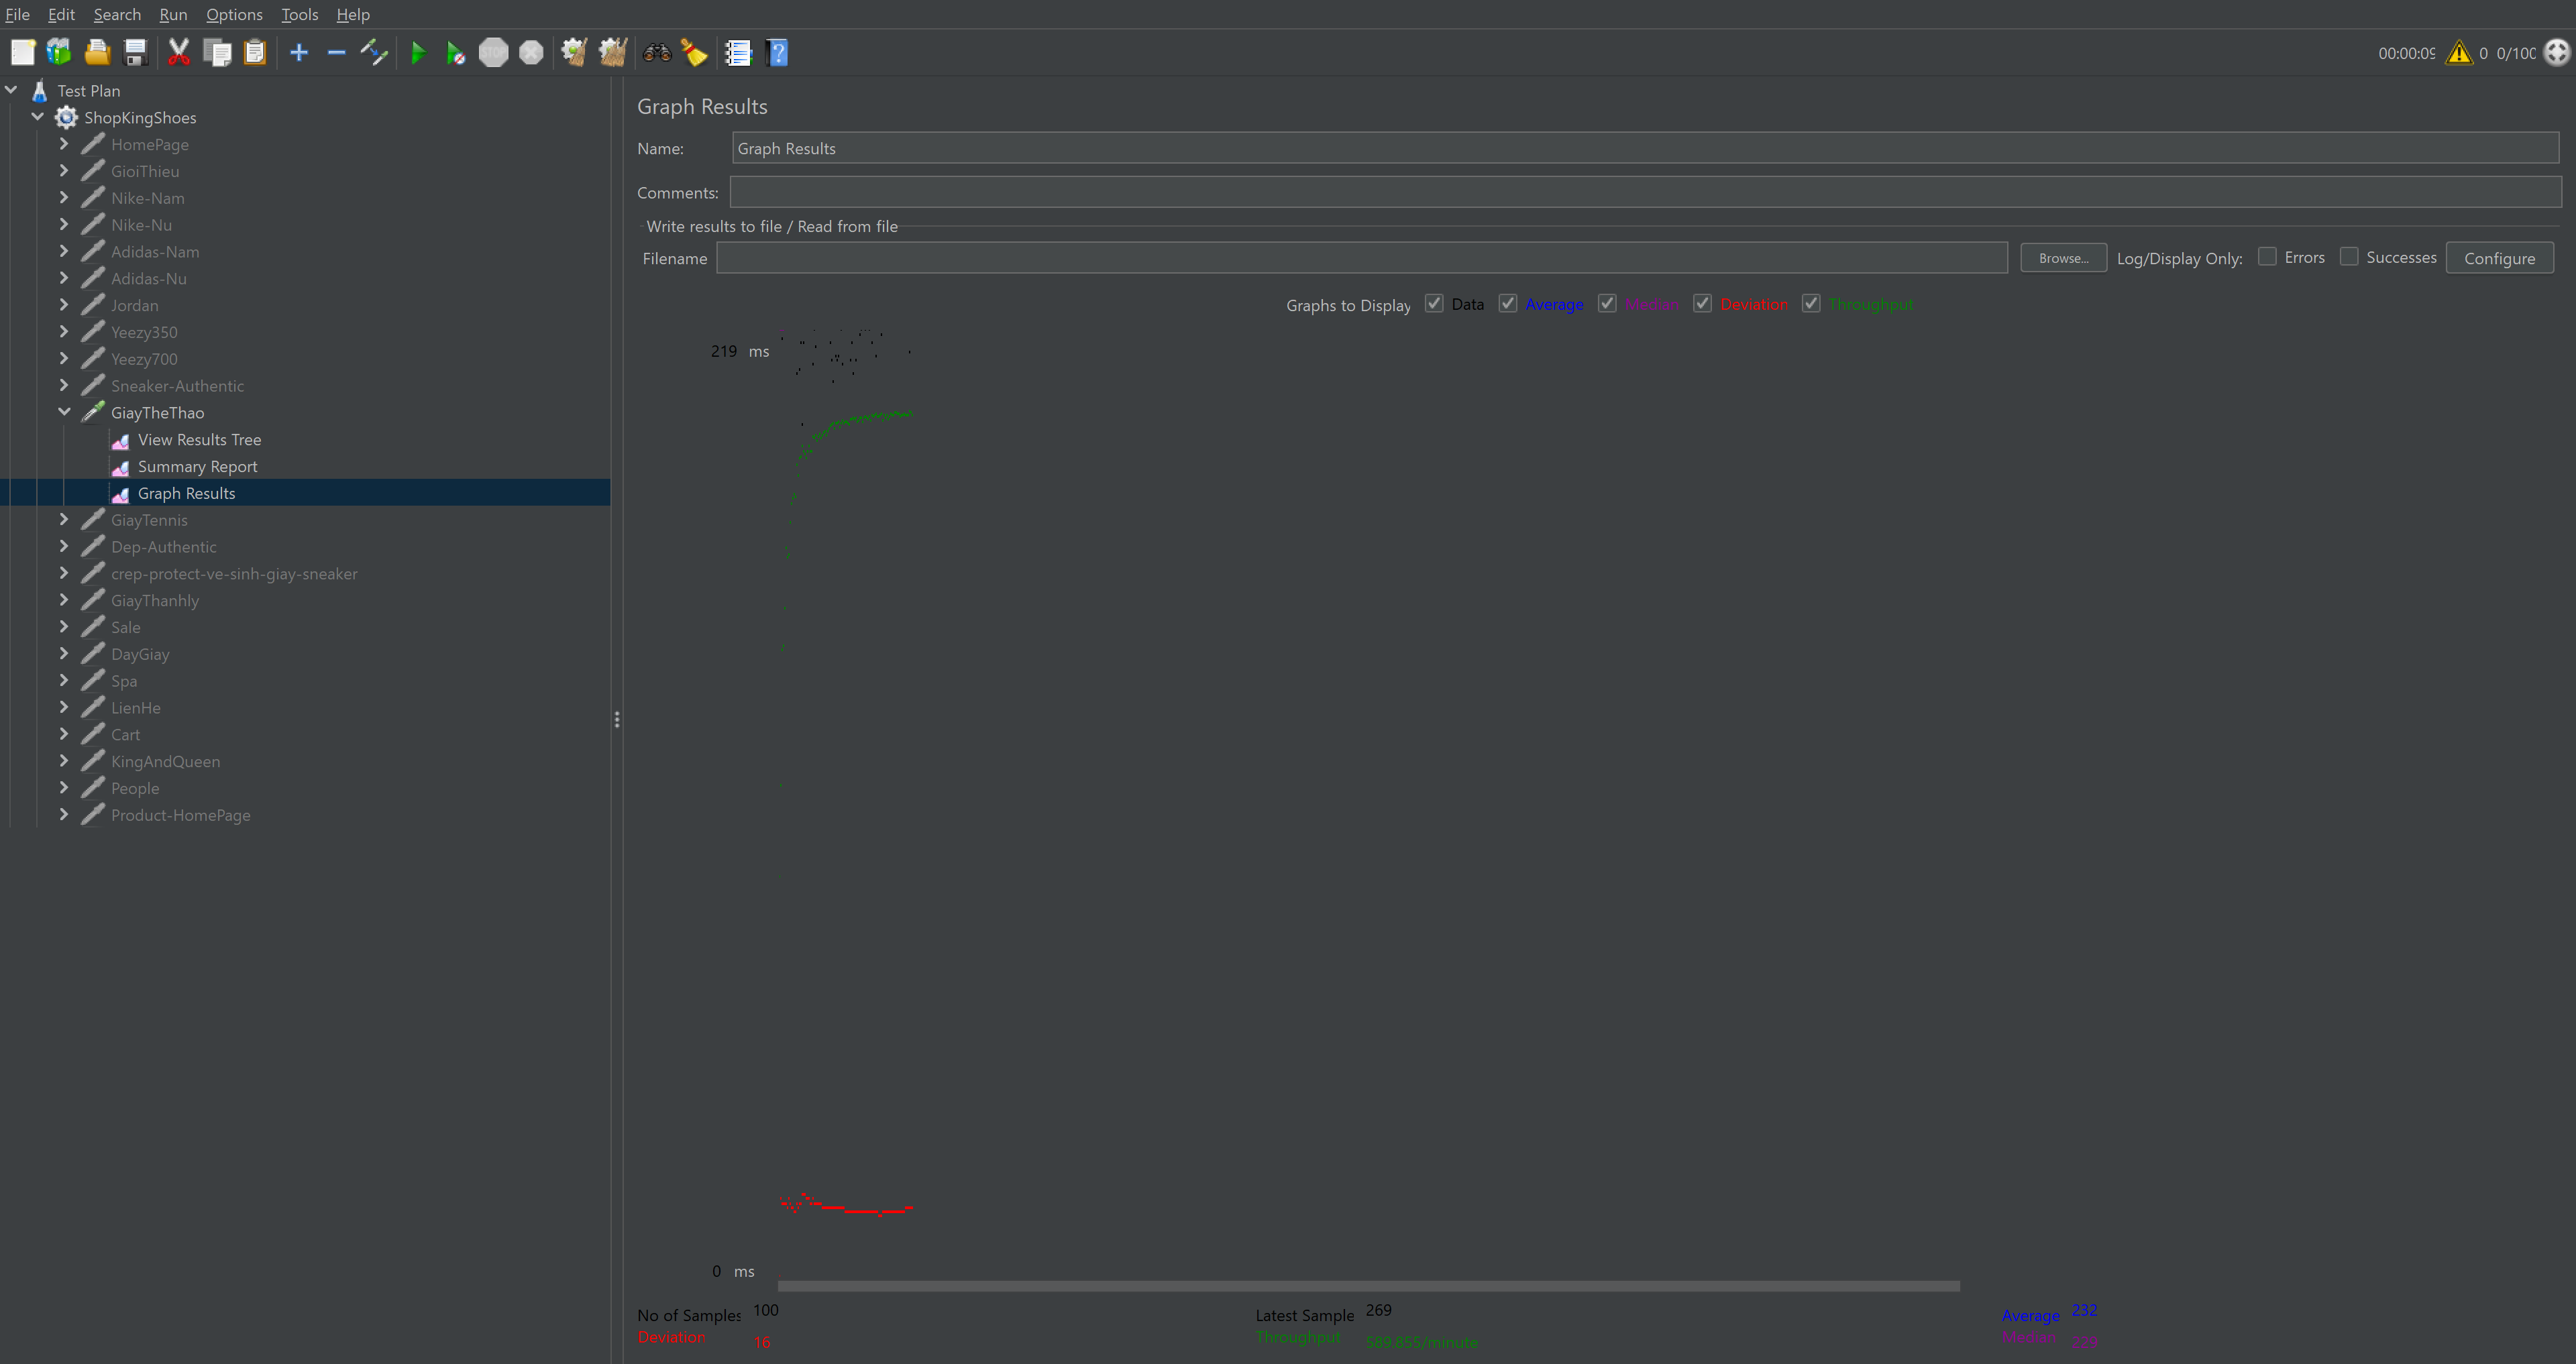 File Edit Search Run Options Tools Help
STOP
00:00:09 0 0/100
Test Plan
ShopKingShoes
HomePage
GioiThieu
Nike-Nam
Nike-Nu
Adidas-Nam
Adidas-Nu
Jordan
Yeezy350
Yeezy700
Sneaker-Authentic
GiayTheThao
View Results Tree
Summary Report
Graph Results
GiayTennis
Dep-Authentic
crep-protect-ve-sinh-giay-sneaker
GiayThanhly
Sale
DayGiay
Spa
LienHe
Cart
KingAndQueen
People
Product-HomePage
Graph Results
Name: Graph Results
Comments:
Write results to file / Read from file
Filename Browse... Log/Display Only: Errors Successes Configure
Graphs to Display Data Average Median Deviation Throughput
219 ms
0 ms
No of Samples 100 Latest Sample 269 Average 232
Deviation 16 Throughput 589.855/minute Median